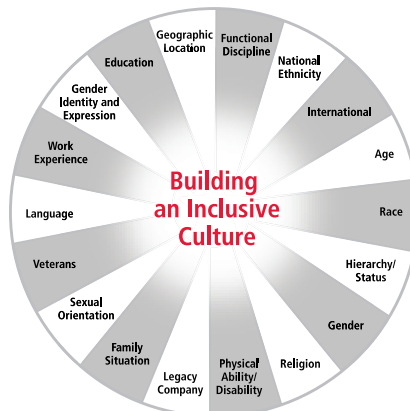 Building
an Inclusive
Culture
Functional
Discipline
National
Ethnicity
International
Age
Race
Hierarchy/
Status
Gender
Religion
Physical
Ability/
Disability
Legacy
Company
Family
Situation
Sexual
Orientation
Veterans
Language
Work
Experience
Gender
Identity and
Expression
Education
Geographic
Location